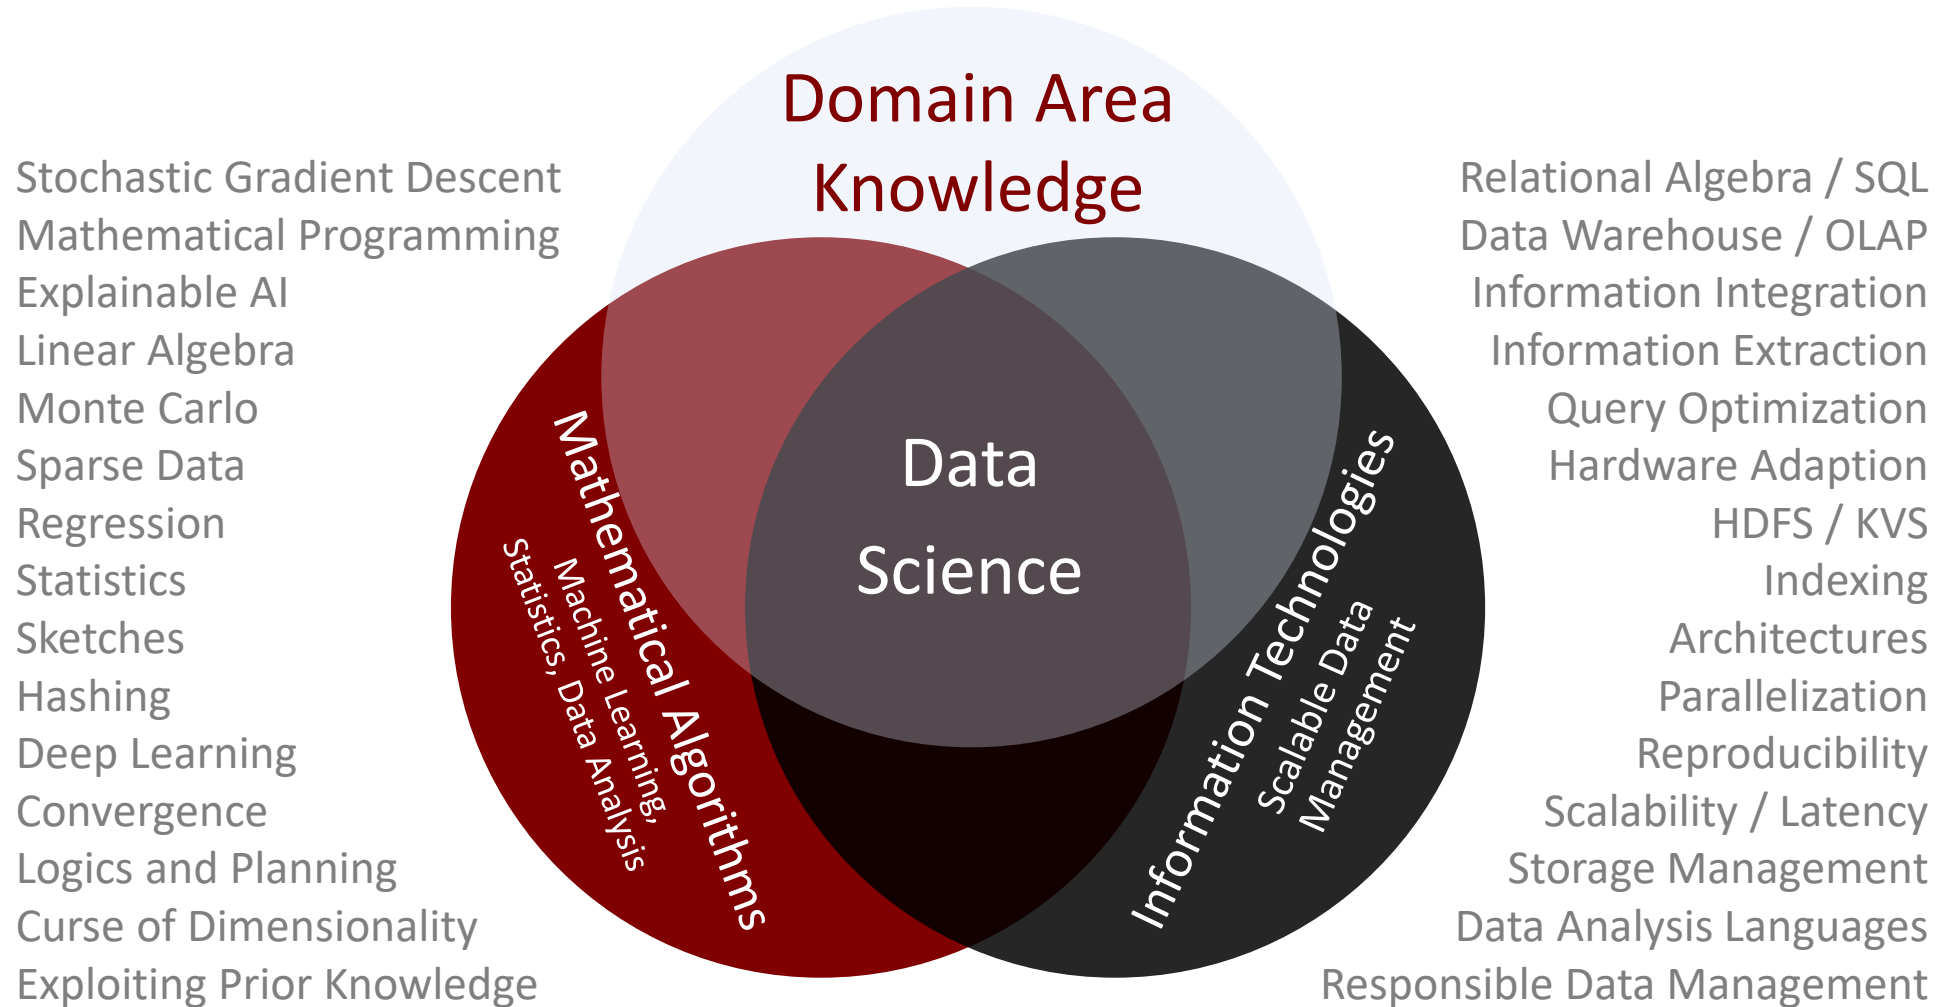 Domain Area
Knowledge
Stochastic Gradient Descent
Mathematical Programming
Explainable AI
Linear Algebra
Monte Carlo
Sparse Data
Regression
Statistics
Sketches
Hashing
Deep Learning
Convergence
Logics and Planning
Curse of Dimensionality
Exploiting Prior Knowledge
Mathematical Algorithms
Machine Learning,
Statistics, Data Analysis
Data
Science
Information Technologies
Scalable Data
Management
Relational Algebra / SQL
Data Warehouse / OLAP
Information Integration
Information Extraction
Query Optimization
Hardware Adaption
HDFS / KVS
Indexing
Architectures
Parallelization
Reproducibility
Scalability / Latency
Storage Management
Data Analysis Languages
Responsible Data Management